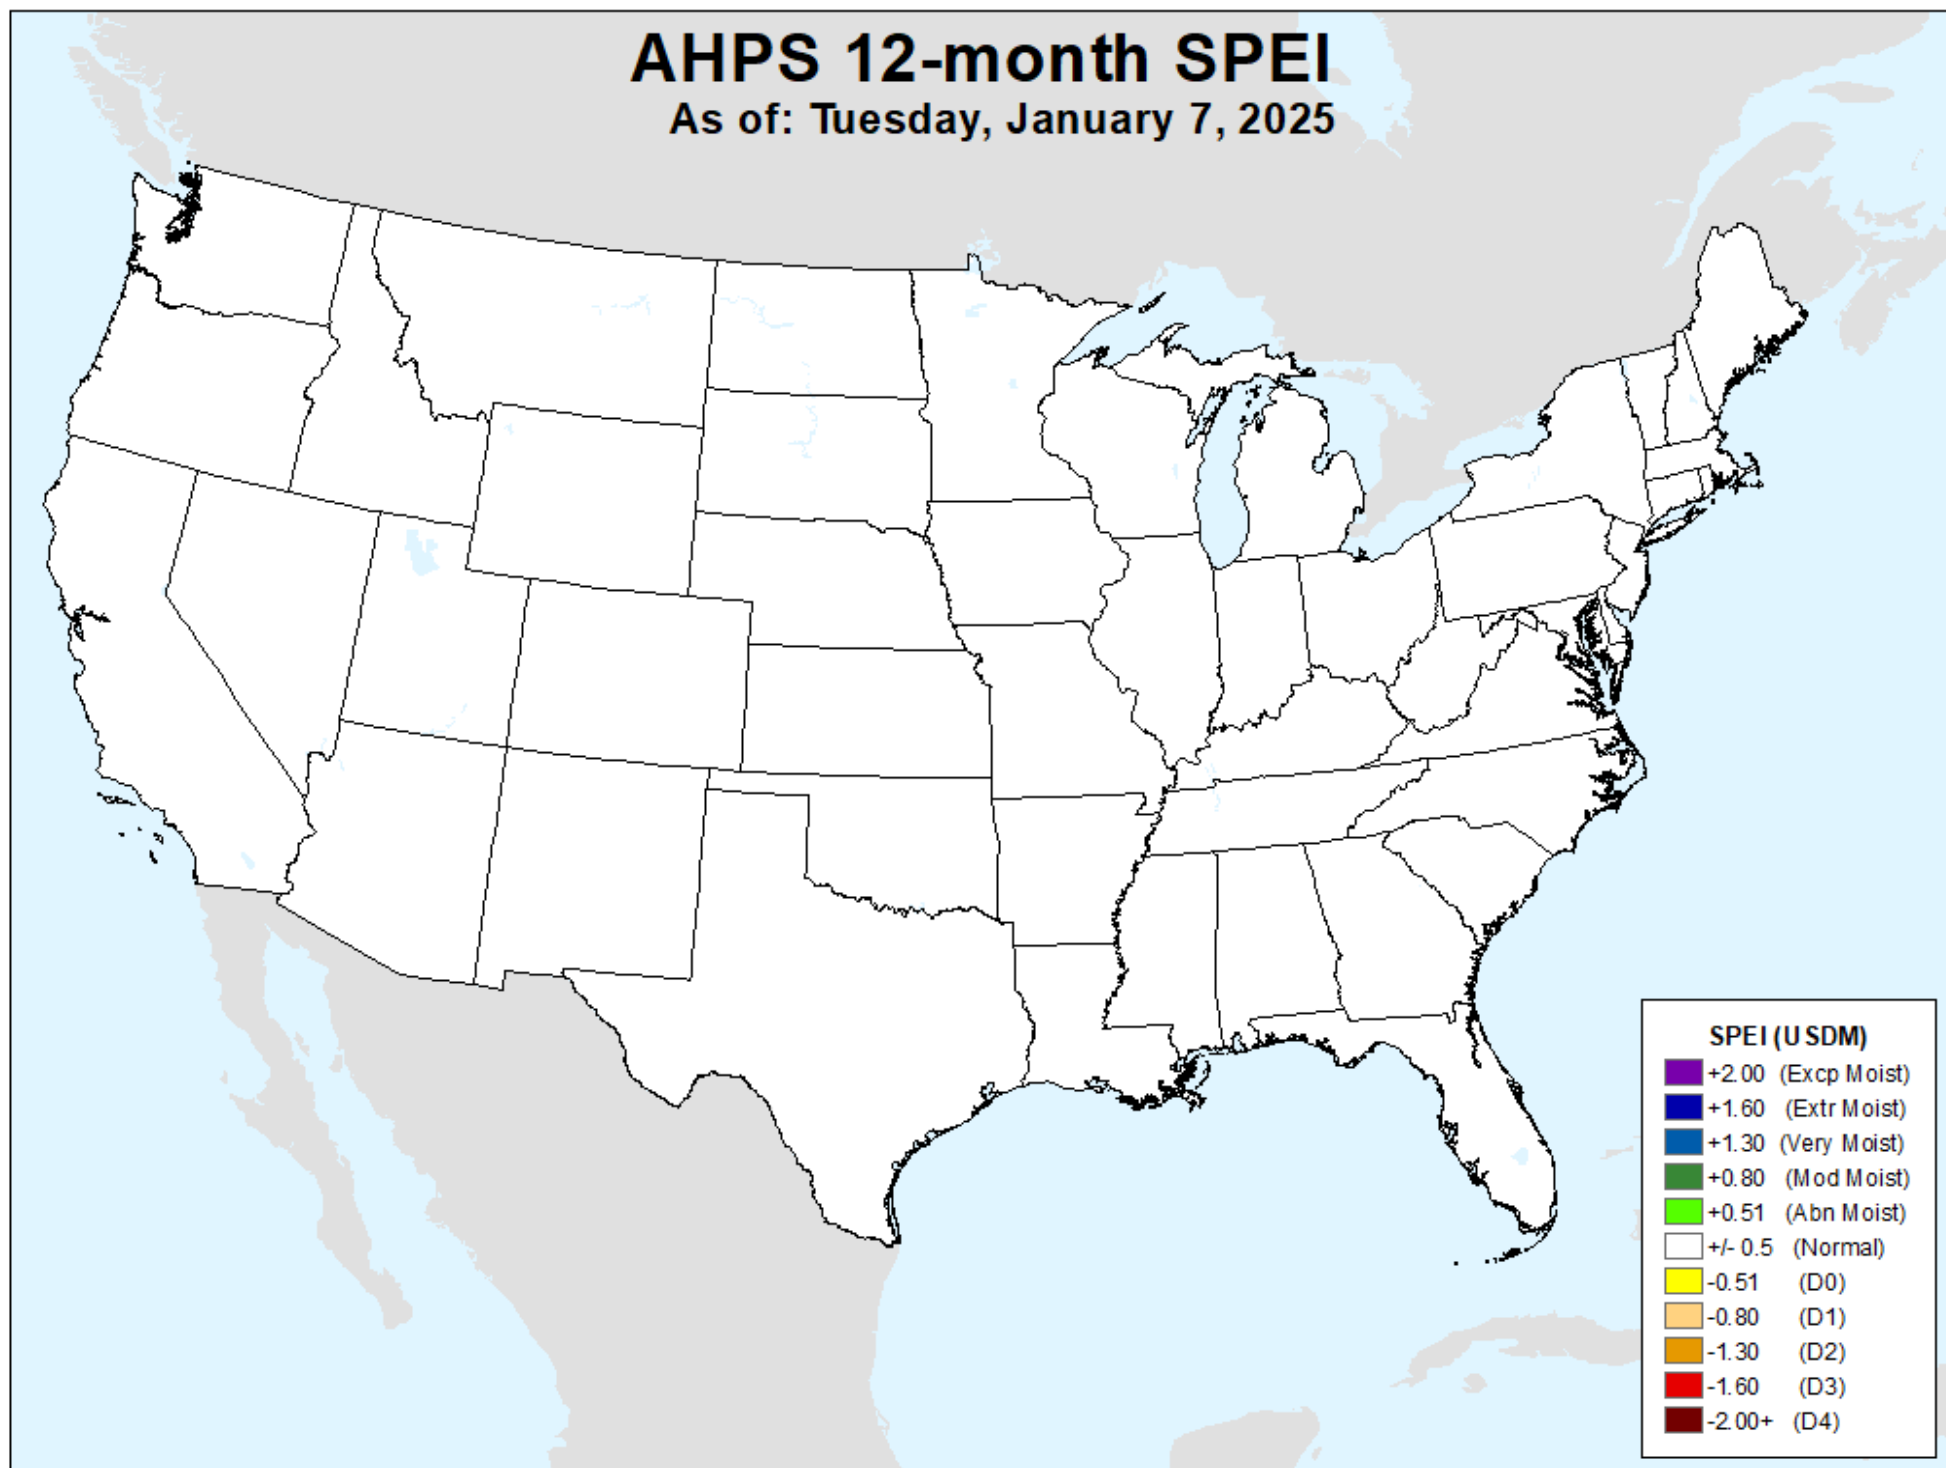 AHPS 12-month SPEI
As of: Tuesday, January 7, 2025
SPEI (USDM)
+2.00 (Excp Moist)
+1.60 (Extr Moist)
+1.30 (Very Moist)
+0.80 (Mod Moist)
+0.51 (Abn Moist)
+/- 0.5 (Normal)
-0.51 (D0)
-0.80 (D1)
-1.30 (D2)
-1.60 (D3)
-2.00+ (D4)